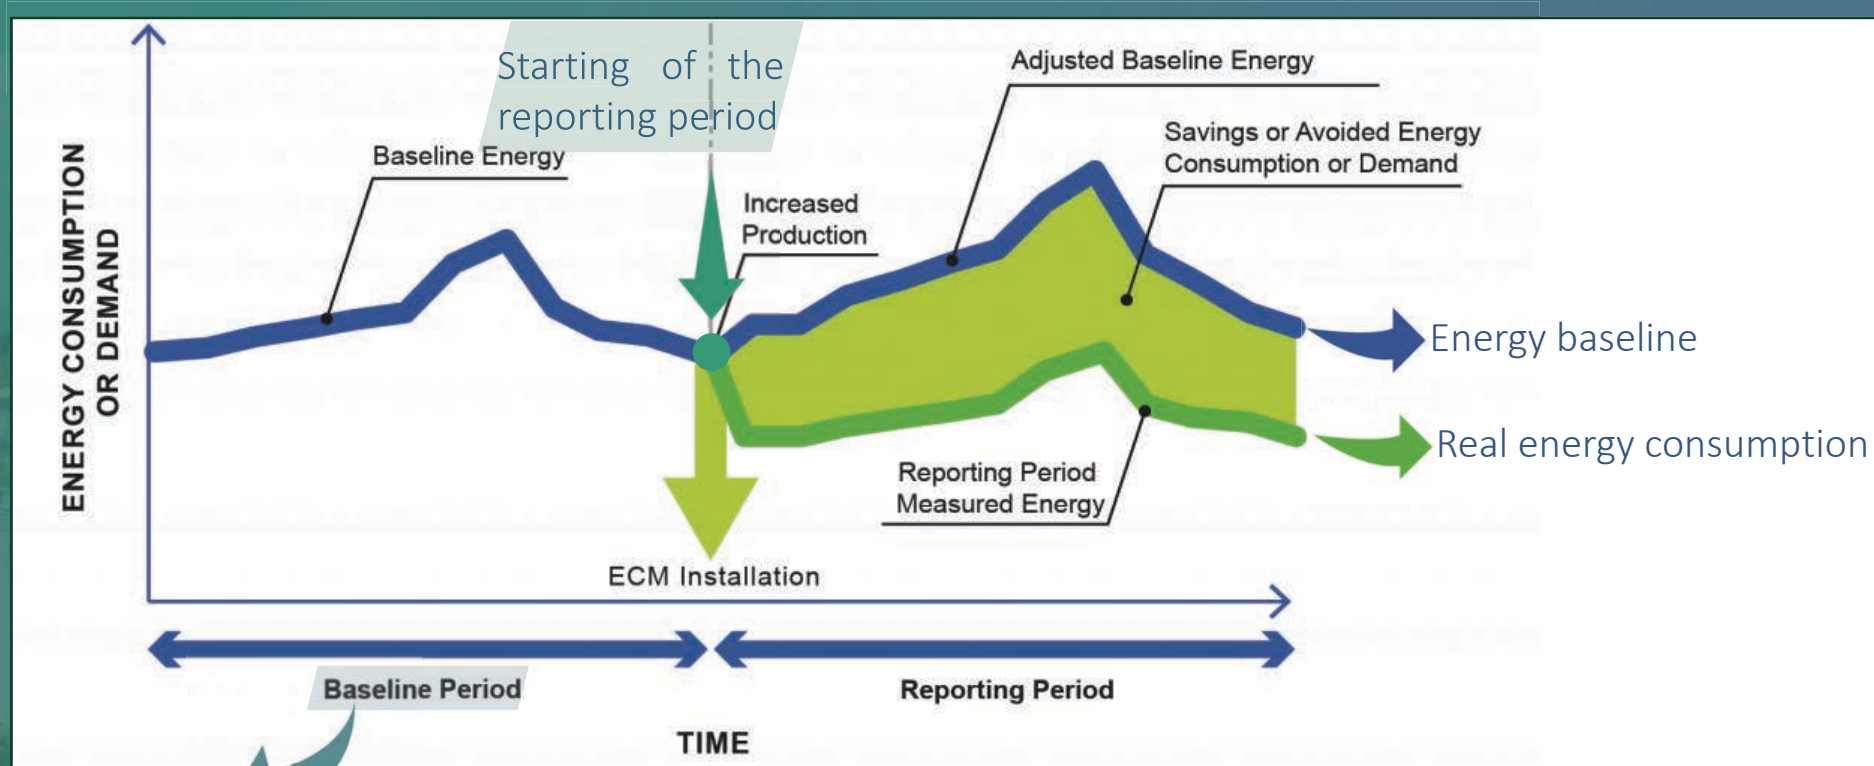 Starting of the
reporting period
Adjusted Baseline Energy
Savings or Avoided Energy
Consumption or Demand
Baseline Energy
Increased
Production
ENERGY CONSUMPTION
OR DEMAND
Energy baseline
Real energy consumption
Reporting Period
Measured Energy
ECM Installation
Baseline Period
Reporting Period
TIME